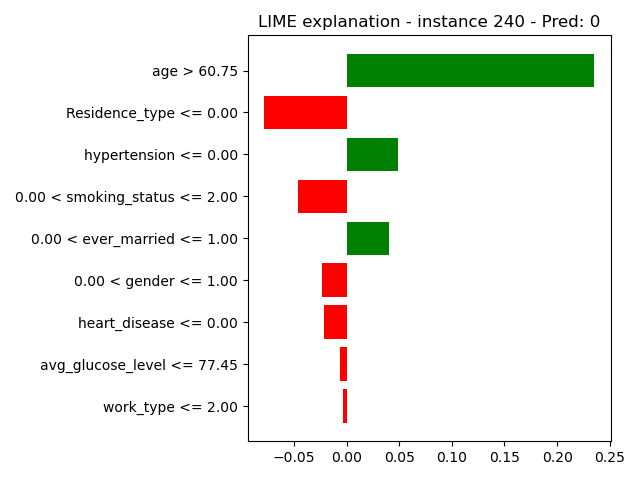 LIME explanation - instance 240 - Pred: 0
age > 60.75
Residence_type <= 0.00
hypertension <= 0.00
0.00 < smoking_status <= 2.00
0.00 < ever_married <= 1.00
0.00 < gender <= 1.00
heart_disease <= 0.00
avg_glucose_level <= 77.45
work_type <= 2.00
−0.05 0.00 0.05 0.10 0.15 0.20 0.25